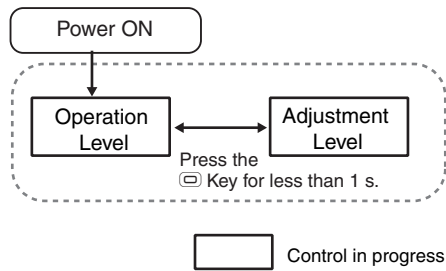 Power ON
Operation
Level
Adjustment
Level
Press the
Key for less than 1 s.
Control in progress